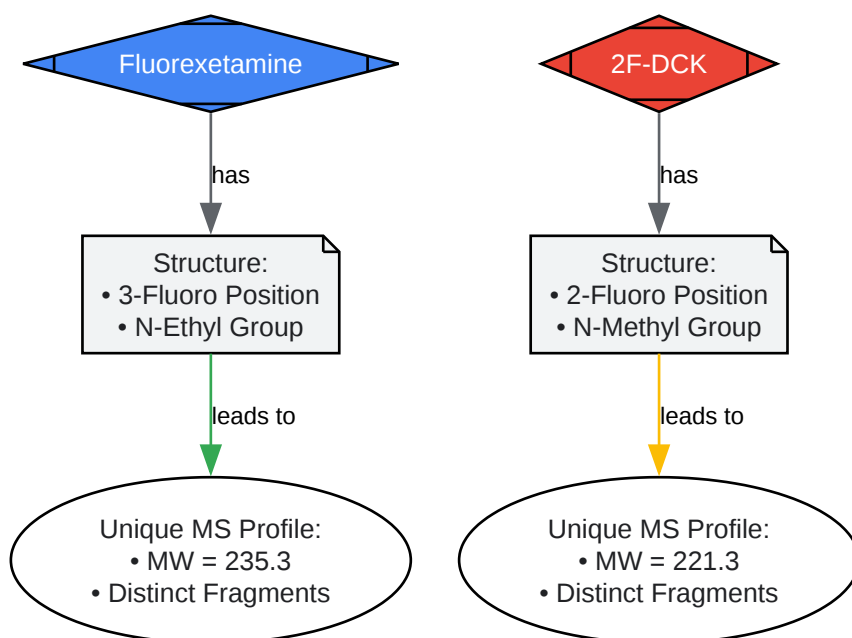 Fluorexetamine
2F-DCK
has
has
Structure:
• 3-Fluoro Position
• N-Ethyl Group
Structure:
• 2-Fluoro Position
• N-Methyl Group
leads to
leads to
Unique MS Profile:
• MW = 235.3
• Distinct Fragments
Unique MS Profile:
• MW = 221.3
• Distinct Fragments